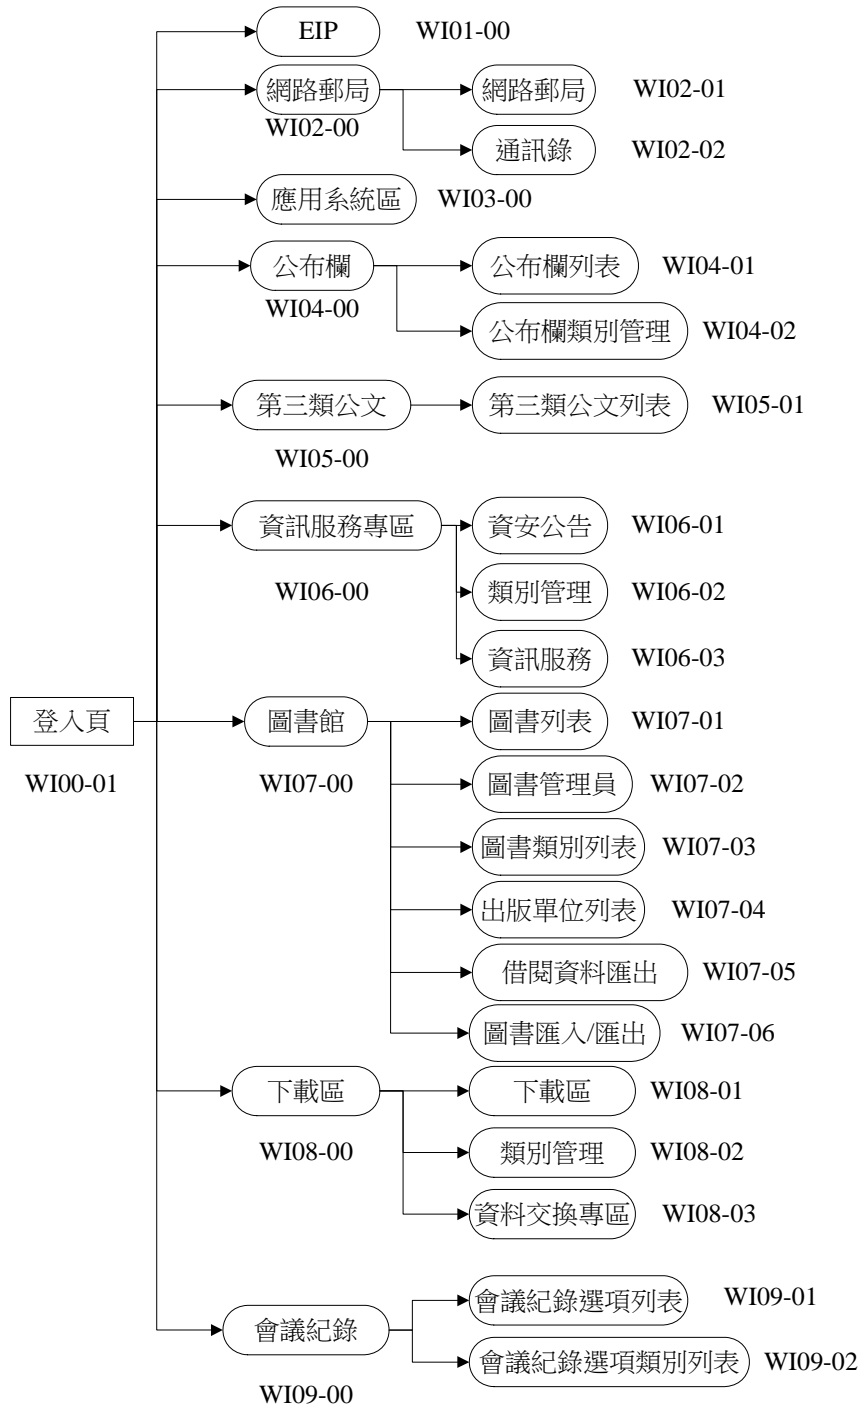 EIP WI01-00
網路郵局 網路郵局 WI02-01
WI02-00
通訊錄 WI02-02
應用系統區 WI03-00
公布欄 公布欄列表 WI04-01
WI04-00
公布欄類別管理 WI04-02
第三類公文 第三類公文列表 WI05-01
WI05-00
資訊服務專區 資安公告 WI06-01
WI06-00 類別管理 WI06-02
資訊服務 WI06-03
登入頁 圖書館 圖書列表 WI07-01
WI00-01 WI07-00 圖書管理員 WI07-02
圖書類別列表 WI07-03
出版單位列表 WI07-04
借閱資料匯出 WI07-05
圖書匯入/匯出 WI07-06
下載區 下載區 WI08-01
WI08-00 類別管理 WI08-02
資料交換專區 WI08-03
會議紀錄選項列表 WI09-01
會議紀錄
會議紀錄選項類別列表 WI09-02
WI09-00